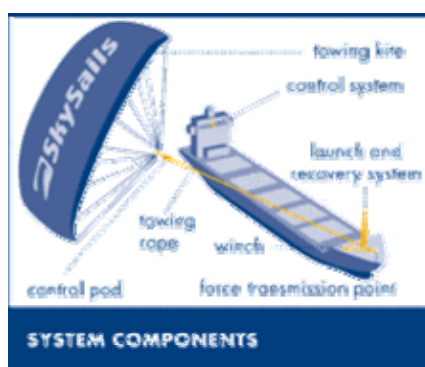 SkySails
towing kite
control system
launch and
recovery system
towing
rope
winch
control pod
force transmission point
SYSTEM COMPONENTS